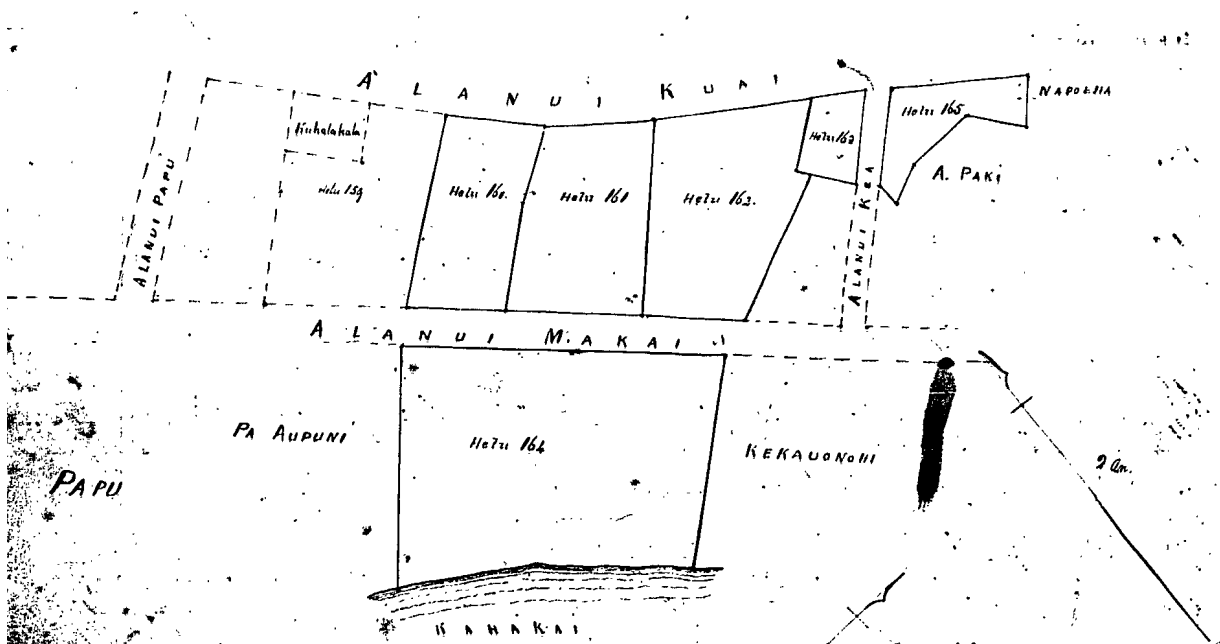 ALANUI KUAI
NAPOEHA
Helu 165
Kuhalahala
Helu 162
ALANUI PAPU
Helu 159
Helu 160.
Helu 161
Helu 163.
A. PAKI
ALANUI KEA
ALANUI MAKAI
PA AUPUNI
Helu 164
KEKAUONOHI
PAPU
2 An.
KAHAKAI